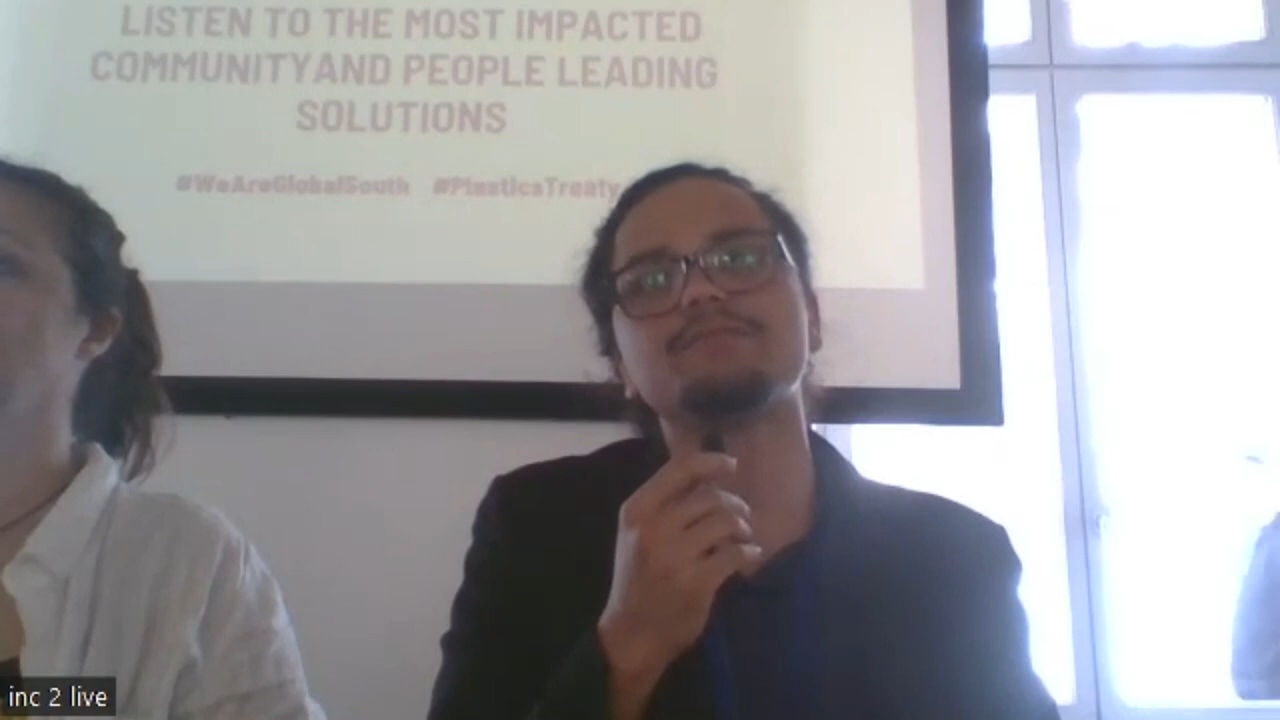 LISTEN TO THE MOST IMPACTED
COMMUNITYAND PEOPLE LEADING
SOLUTIONS
#WeAreGlobalSouth #PlasticsTreaty
inc 2 live